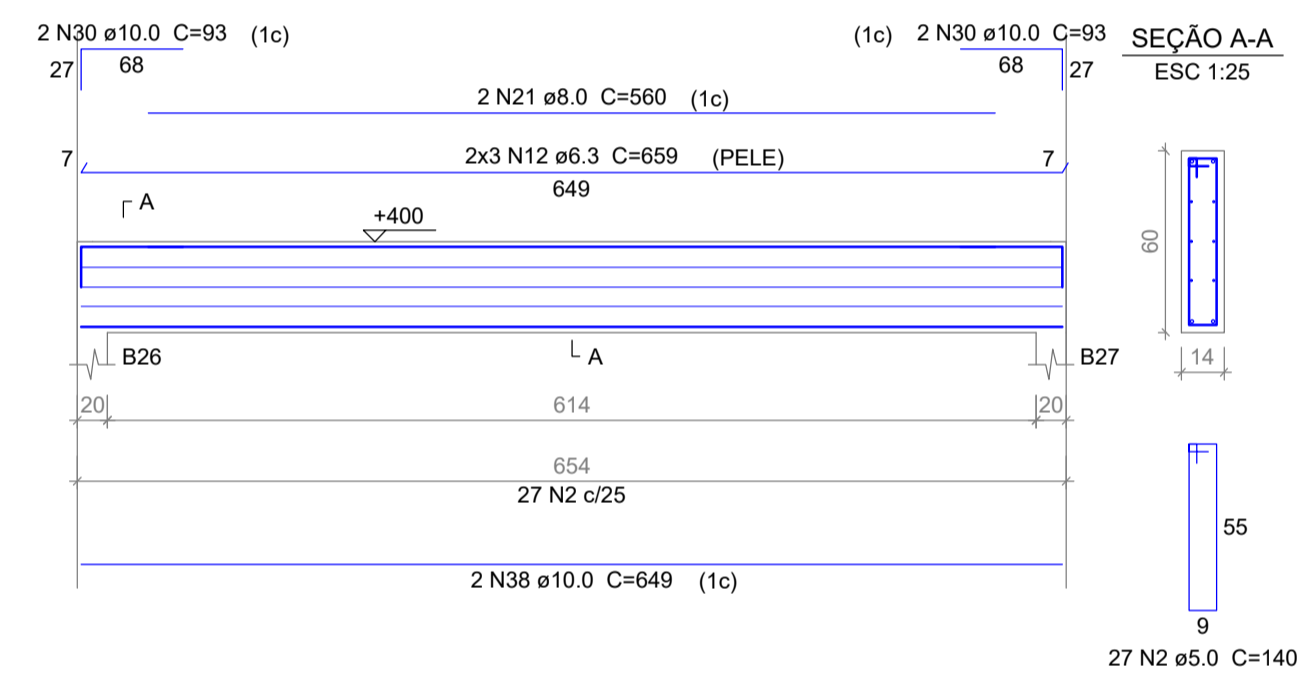 2 N30 ø10.0 C=93 (1c)
(1c) 2 N30 ø10.0 C=93
SEÇÃO A-A
ESC 1:25
27 68
68 27
2 N21 ø8.0 C=560 (1c)
7 2x3 N12 ø6.3 C=659 (PELE) 7
649
A
+400
60
B26
A
B27
14
20 614 20
654
27 N2 c/25
55
2 N38 ø10.0 C=649 (1c)
9
27 N2 ø5.0 C=140